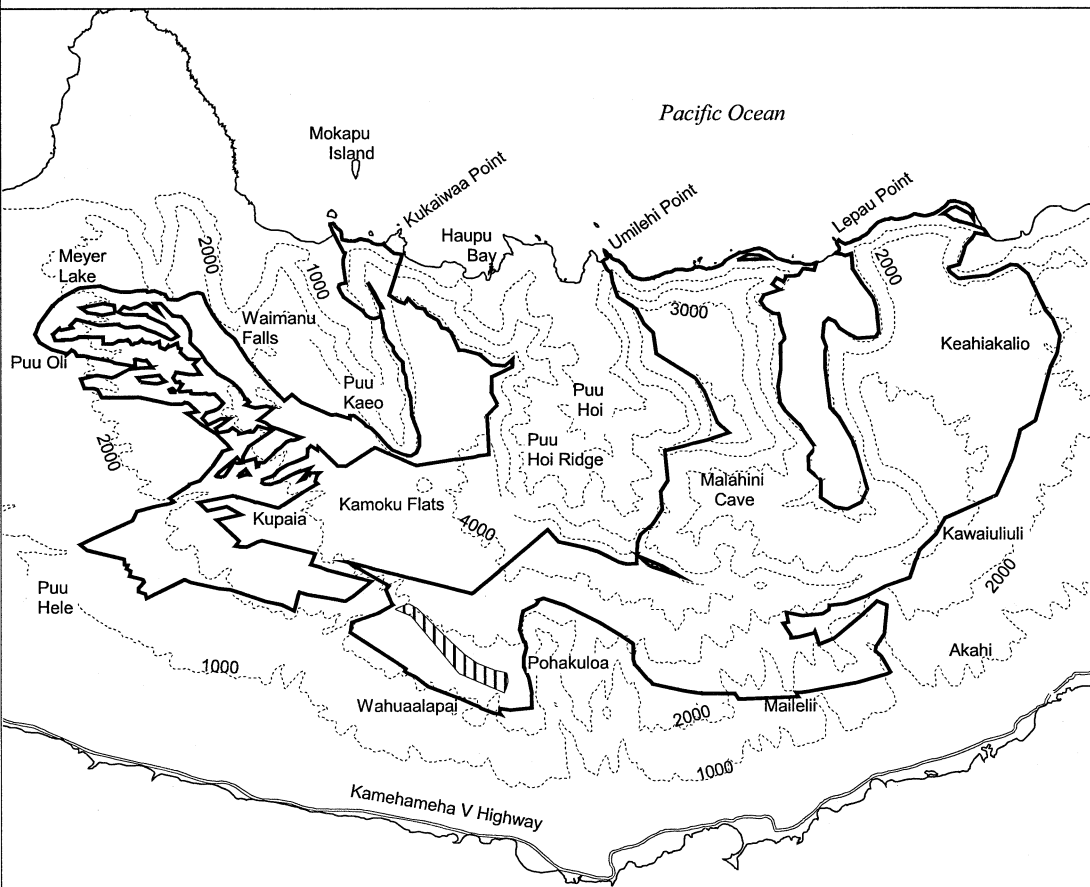 Pacific Ocean
Mokapu
Island
Kukaiwaa Point
Umilehi Point
Lepau Point
Haupu
Bay
Meyer
Lake
2000
1000
2000
3000
Waimanu
Falls
Keahiakalio
Puu Oli
Puu
Kaeo
Puu
Hoi
Puu
Hoi Ridge
2000
Malahini
Cave
Kamoku Flats
Kupaia
4000
Kawaiuliuli
2000
Puu
Hele
Akahi
1000
Pohakuloa
Wahuaalapai
2000
Mailelii
1000
Kamehameha V Highway